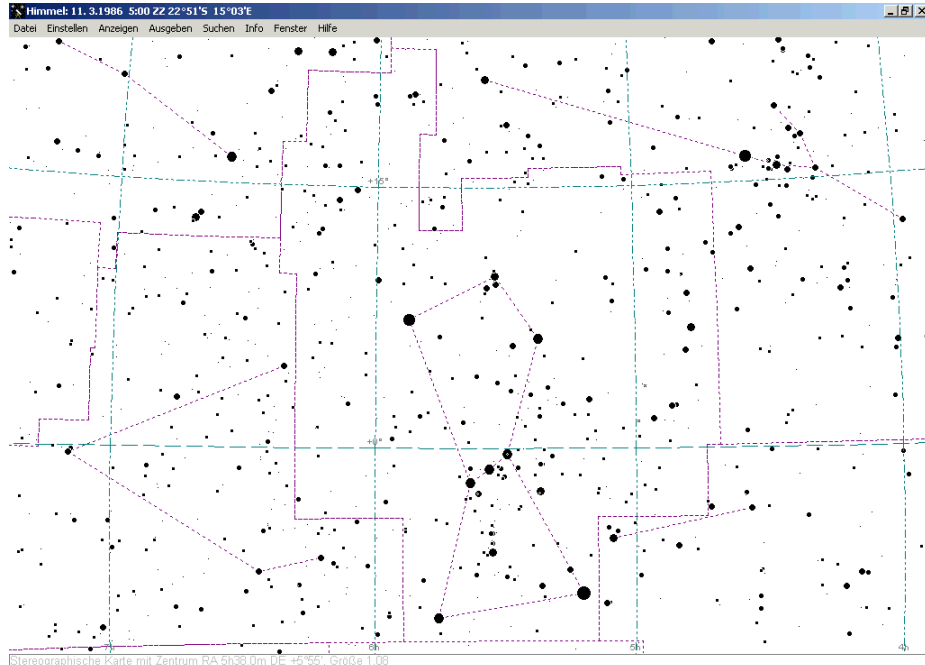 Himmel: 11. 3.1986 5:00 ZZ 22°51'S 15°03'E
Datei Einstellen Anzeigen Ausgeben Suchen Info Fenster Hilfe
+15°
+0°
7h 6h 5h 4h
Stereographische Karte mit Zentrum RA 5h38.0m DE +5°55'. Größe 1.08